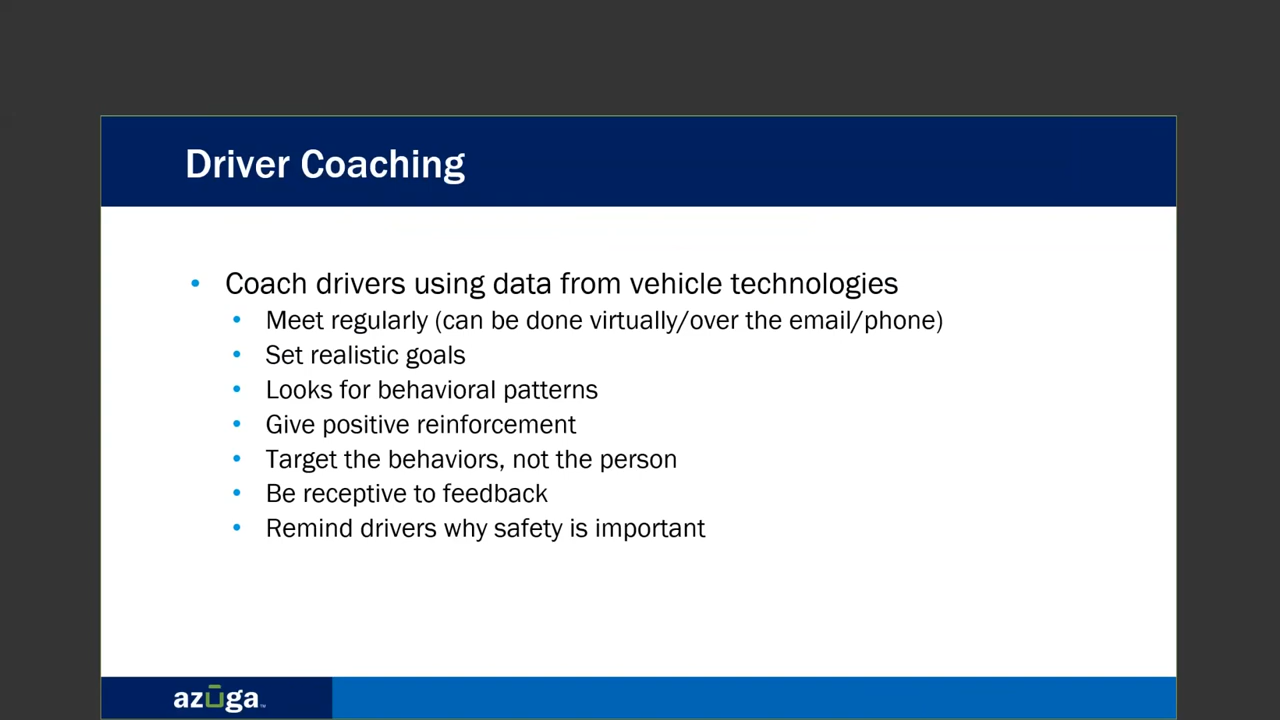 Driver Coaching
• Coach drivers using data from vehicle technologies
• Meet regularly (can be done virtually/over the email/phone)
• Set realistic goals
• Looks for behavioral patterns
• Give positive reinforcement
• Target the behaviors, not the person
• Be receptive to feedback
• Remind drivers why safety is important
azūga™